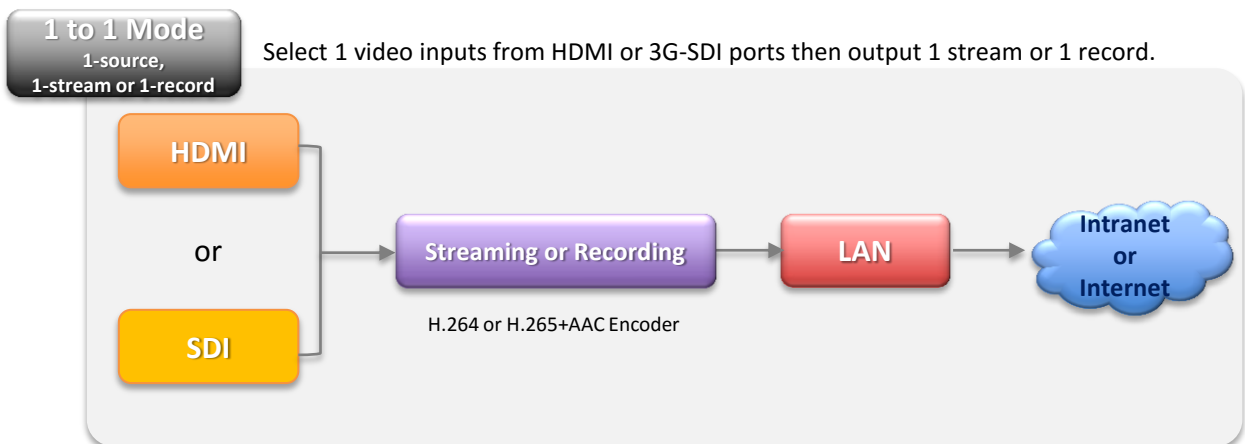 1 to 1 Mode
1-source,
1-stream or 1-record
Select 1 video inputs from HDMI or 3G-SDI ports then output 1 stream or 1 record.
HDMI
or
SDI
Streaming or Recording
H.264 or H.265+AAC Encoder
LAN
Intranet
or
Internet